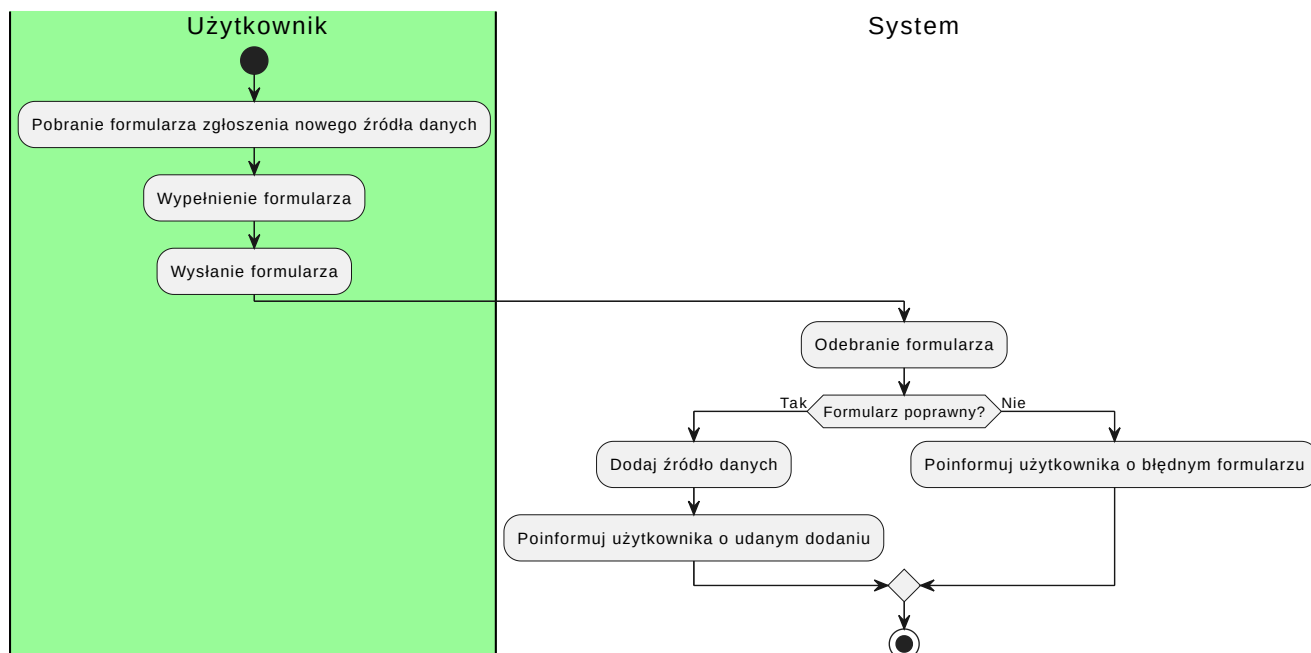 Użytkownik
System
Pobranie formularza zgłoszenia nowego źródła danych
Wypełnienie formularza
Wysłanie formularza
Odebranie formularza
Tak
Formularz poprawny?
Nie
Dodaj źródło danych
Poinformuj użytkownika o błędnym formularzu
Poinformuj użytkownika o udanym dodaniu